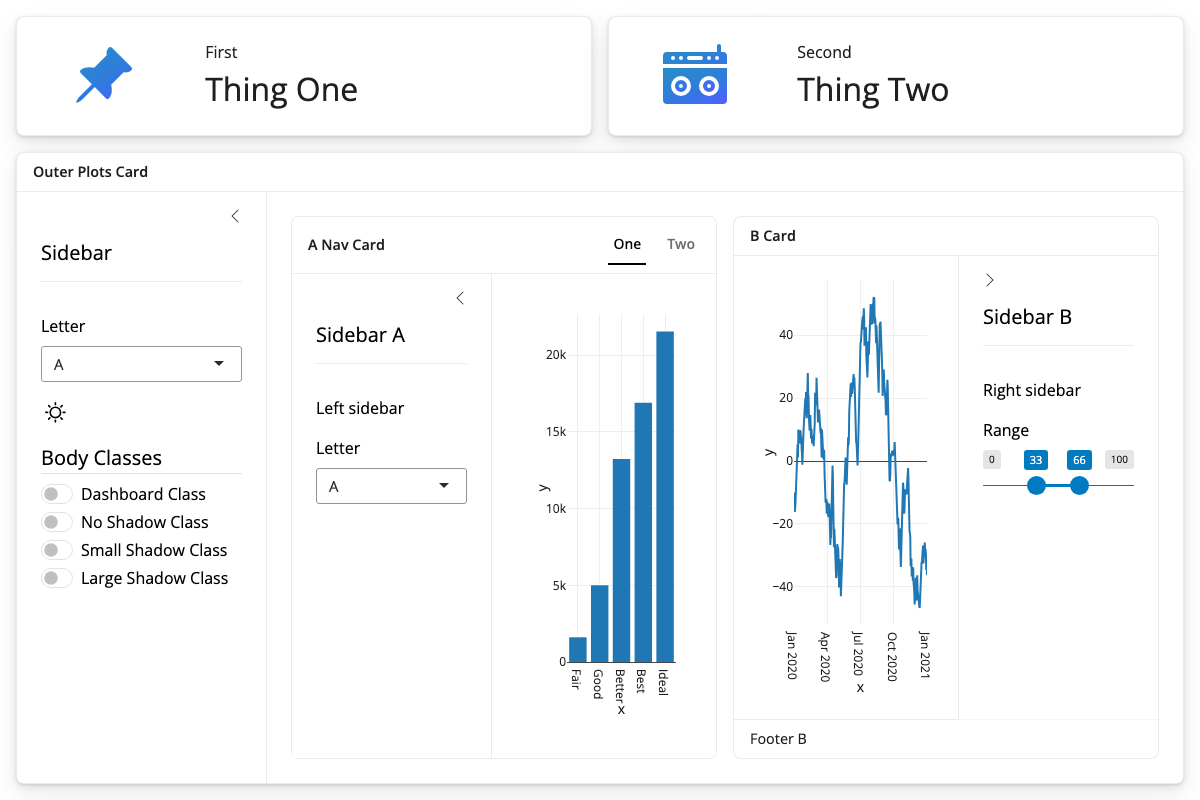 First
Thing One
Second
Thing Two
Outer Plots Card
Sidebar
Letter
A
Body Classes
Dashboard Class
No Shadow Class
Small Shadow Class
Large Shadow Class
A Nav Card
One
Two
Sidebar A
Left sidebar
Letter
A
20k
15k
10k
5k
0
y
Fair
Good
Better
Best
Ideal
x
B Card
40
20
0
−20
−40
y
Jan 2020
Apr 2020
Jul 2020
Oct 2020
Jan 2021
x
Sidebar B
Right sidebar
Range
0
33
66
100
Footer B